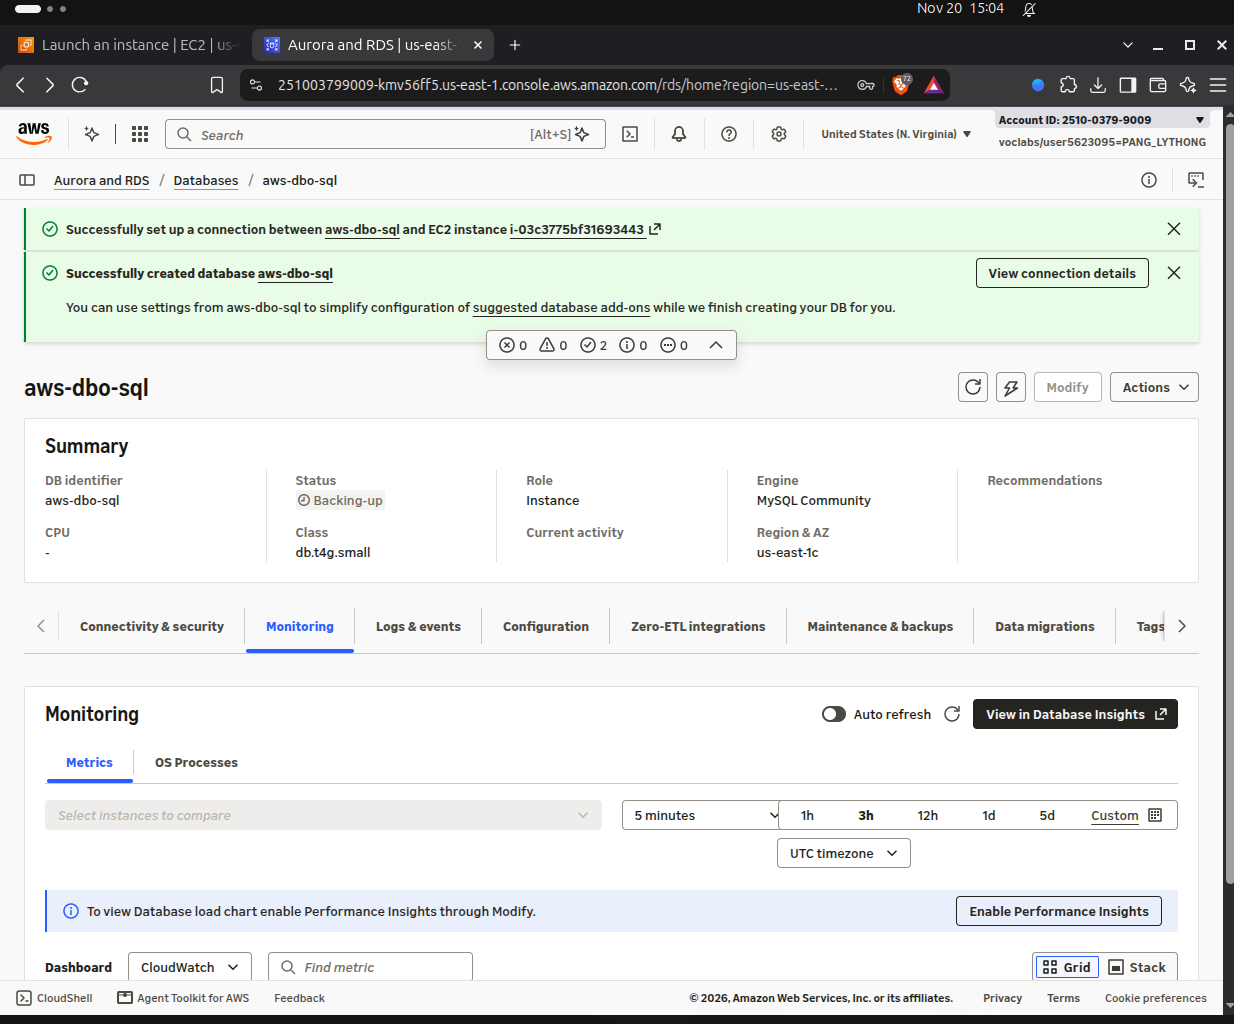 Nov 20 15:04
Launch an instance | EC2 | us-
Aurora and RDS | us-east-
251003799009-kmv56ff5.us-east-1.console.aws.amazon.com/rds/home?region=us-east-...
72
aws
Search
[Alt+S]
United States (N. Virginia)
Account ID: 2510-0379-9009
voclabs/user5623095=PANG_LYTHONG
Aurora and RDS / Databases / aws-dbo-sql
Successfully set up a connection between aws-dbo-sql and EC2 instance i-03c3775bf31693443
Successfully created database aws-dbo-sql
View connection details
You can use settings from aws-dbo-sql to simplify configuration of suggested database add-ons while we finish creating your DB for you.
0 0 2 0 0
aws-dbo-sql
Modify
Actions
Summary
DB identifier
aws-dbo-sql
CPU
-
Status
Backing-up
Class
db.t4g.small
Role
Instance
Current activity
Engine
MySQL Community
Region & AZ
us-east-1c
Recommendations
Connectivity & security
Monitoring
Logs & events
Configuration
Zero-ETL integrations
Maintenance & backups
Data migrations
Tags
Monitoring
Auto refresh
View in Database Insights
Metrics
OS Processes
Select Instances to compare
5 minutes
1h 3h 12h 1d 5d Custom
UTC timezone
To view Database load chart enable Performance Insights through Modify.
Enable Performance Insights
Dashboard
CloudWatch
Find metric
Grid
Stack
CloudShell
Agent Toolkit for AWS
Feedback
© 2026, Amazon Web Services, Inc. or its affiliates.
Privacy
Terms
Cookie preferences